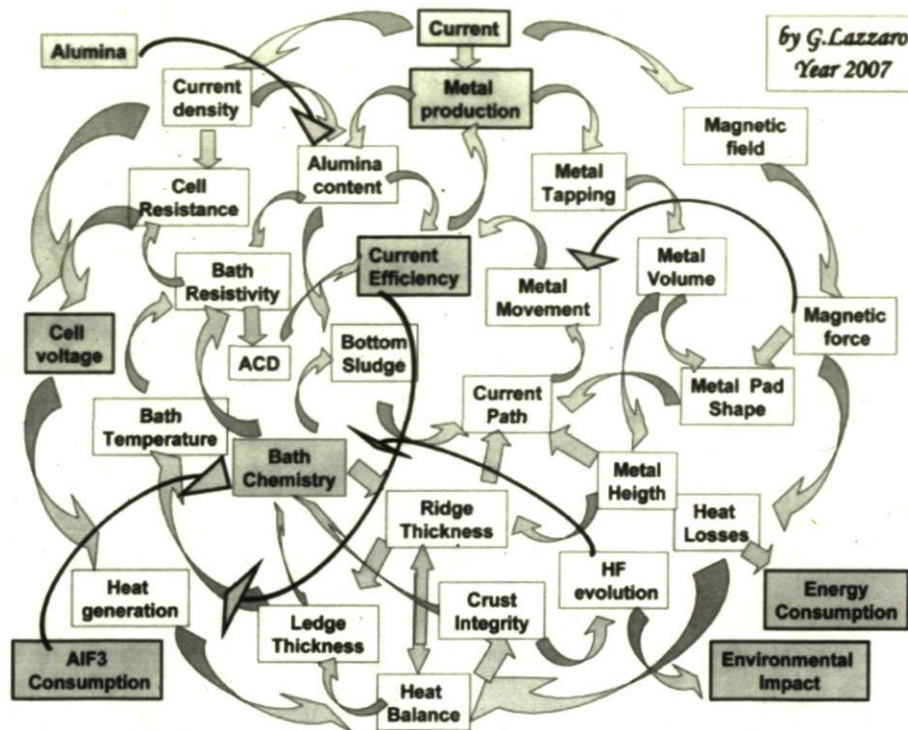 Current
by G.Lazzaro
Year 2007
Alumina
Current
density
Metal
production
Magnetic
field
Alumina
content
Metal
Tapping
Cell
Resistance
Current
Efficiency
Metal
Volume
Bath
Resistivity
Metal
Movement
Magnetic
force
Cell
voltage
ACD
Bottom
Sludge
Metal Pad
Shape
Current
Path
Bath
Temperature
Bath
Chemistry
Metal
Heigth
Ridge
Thickness
Heat
Losses
Heat
generation
HF
evolution
Energy
Consumption
Ledge
Thickness
Crust
Integrity
AlF3
Consumption
Environmental
Impact
Heat
Balance